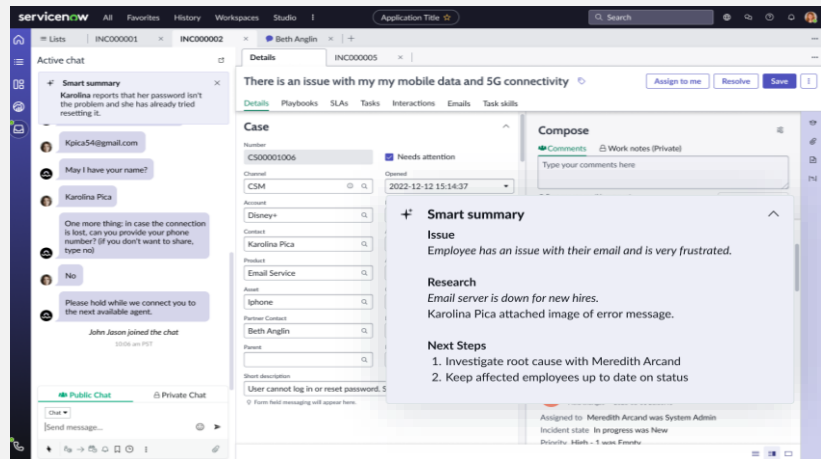 servicenow All Favorites History Workspaces Studio Application Title Search
Lists INC000001 INC000002 Beth Anglin
Active chat
Smart summary
Karolina reports that her password isn't
the problem and she has already tried
resetting it.
Kpica54@gmail.com
May I have your name?
Karolina Pica
One more thing: in case the connection
is lost, can you provide your phone
number? (if you don't want to share,
type no)
No
Please hold while we connect you to
the next available agent.
John Jason joined the chat
10:06 am PST
Public Chat Private Chat
Chat
Send message...
Details INC000005
There is an issue with my my mobile data and 5G connectivity
Assign to me Resolve Save
Details Playbooks SLAs Tasks Interactions Emails Task skills
Case
Number
CS00001006
Needs attention
Channel
CSM
Opened
2022-12-12 15:14:37
Account
Disney+
Contact
Karolina Pica
Product
Email Service
Asset
Iphone
Partner Contact
Beth Anglin
Parent
Short description
User cannot log in or reset password. S
Form field messaging will appear here.
Compose
Comments Work notes (Private)
Type your comments here
Smart summary
Issue
Employee has an issue with their email and is very frustrated.
Research
Email server is down for new hires.
Karolina Pica attached image of error message.
Next Steps
1. Investigate root cause with Meredith Arcand
2. Keep affected employees up to date on status
Assigned to Meredith Arcand was System Admin
Incident state In progress was New
Priority High - 1 was Empty